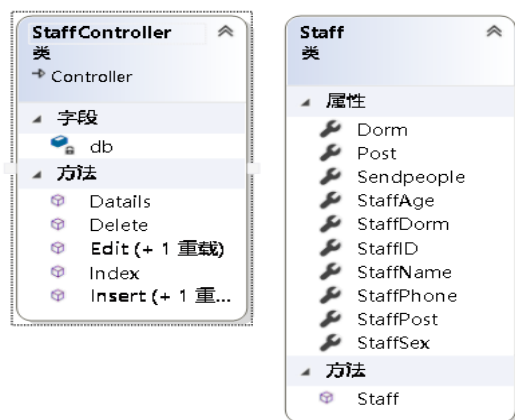 StaffController
类
Controller
字段
db
方法
Datails
Delete
Edit (+ 1 重载)
Index
Insert (+ 1 重...
Staff
类
属性
Dorm
Post
Sendpeople
StaffAge
StaffDorm
StaffID
StaffName
StaffPhone
StaffPost
StaffSex
方法
Staff